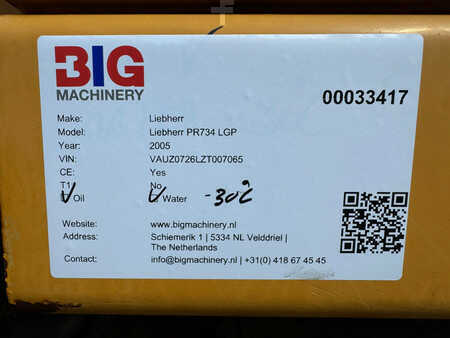 BIG
MACHINERY
00033417
Make: Liebherr
Model: Liebherr PR734 LGP
Year: 2005
VIN: VAUZ0726LZT007065
CE: Yes
T1: No
Oil Water -30°C
Website: www.bigmachinery.nl
Address: Schiemerik 1 | 5334 NL Velddriel |
The Netherlands
Contact: info@bigmachinery.nl | +31(0) 418 67 45 45